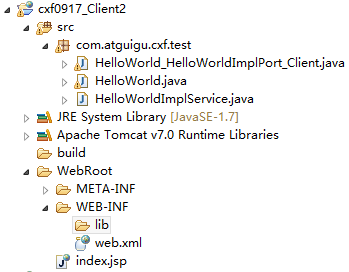 cxf0917_Client2
src
com.atguigu.cxf.test
HelloWorld_HelloWorldImplPort_Client.java
HelloWorld.java
HelloWorldImplService.java
JRE System Library [JavaSE-1.7]
Apache Tomcat v7.0 Runtime Libraries
build
WebRoot
META-INF
WEB-INF
lib
web.xml
index.jsp